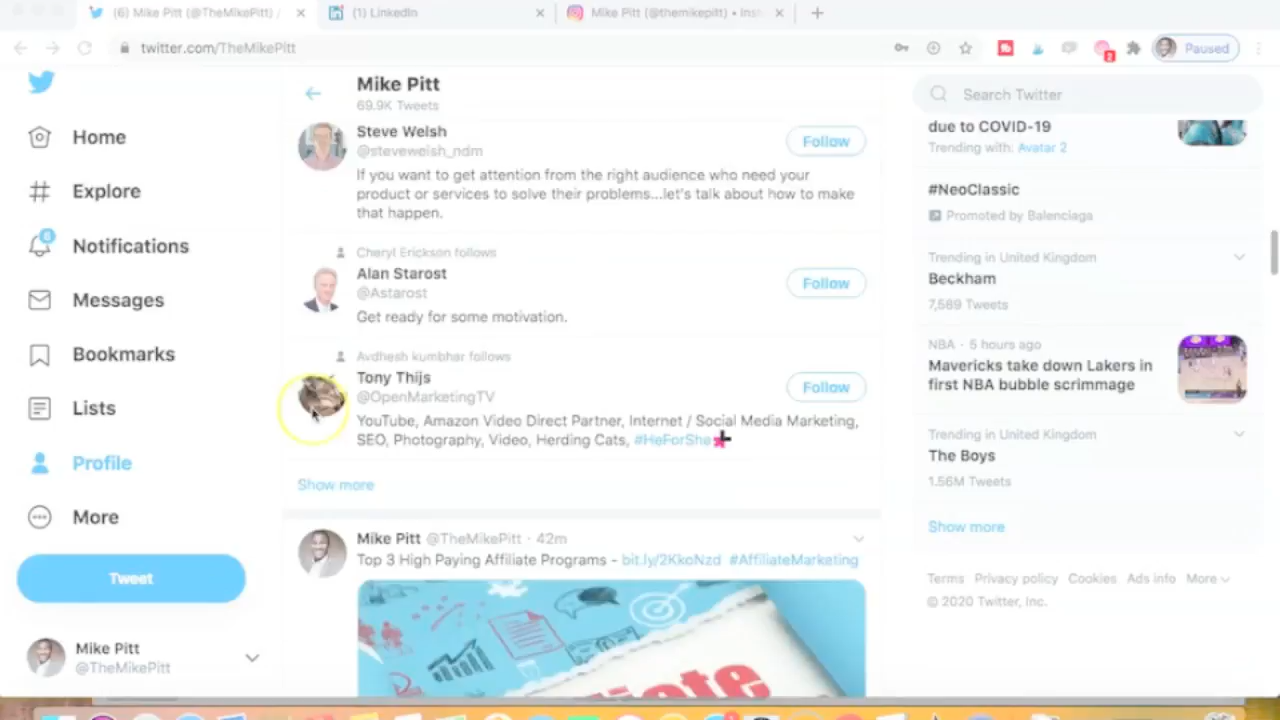 (6) Mike Pitt (@TheMikePitt) /
(1) LinkedIn
Mike Pitt (@themikepitt) • Inst
twitter.com/TheMikePitt
2
Paused
Mike Pitt
69.9K Tweets
Search Twitter
Home
Explore
6
Notifications
Messages
Bookmarks
Lists
Profile
More
Tweet
Mike Pitt
@TheMikePitt
Steve Welsh
@stevewelsh_ndm
Follow
If you want to get attention from the right audience who need your
product or services to solve their problems...let's talk about how to make
that happen.
Cheryl Erickson follows
Alan Starost
@Astarost
Follow
Get ready for some motivation.
Avdhesh kumbhar follows
Tony Thijs
@OpenMarketingTV
Follow
YouTube, Amazon Video Direct Partner, Internet / Social Media Marketing,
SEO, Photography, Video, Herding Cats, #HeForShe
Show more
Mike Pitt @TheMikePitt · 42m
Top 3 High Paying Affiliate Programs - bit.ly/2KkoNzd #AffiliateMarketing
due to COVID-19
Trending with: Avatar 2
#NeoClassic
Promoted by Balenciaga
Trending in United Kingdom
Beckham
7,589 Tweets
NBA · 5 hours ago
Mavericks take down Lakers in
first NBA bubble scrimmage
Trending in United Kingdom
The Boys
1.56M Tweets
Show more
Terms Privacy policy Cookies Ads info More
© 2020 Twitter, Inc.